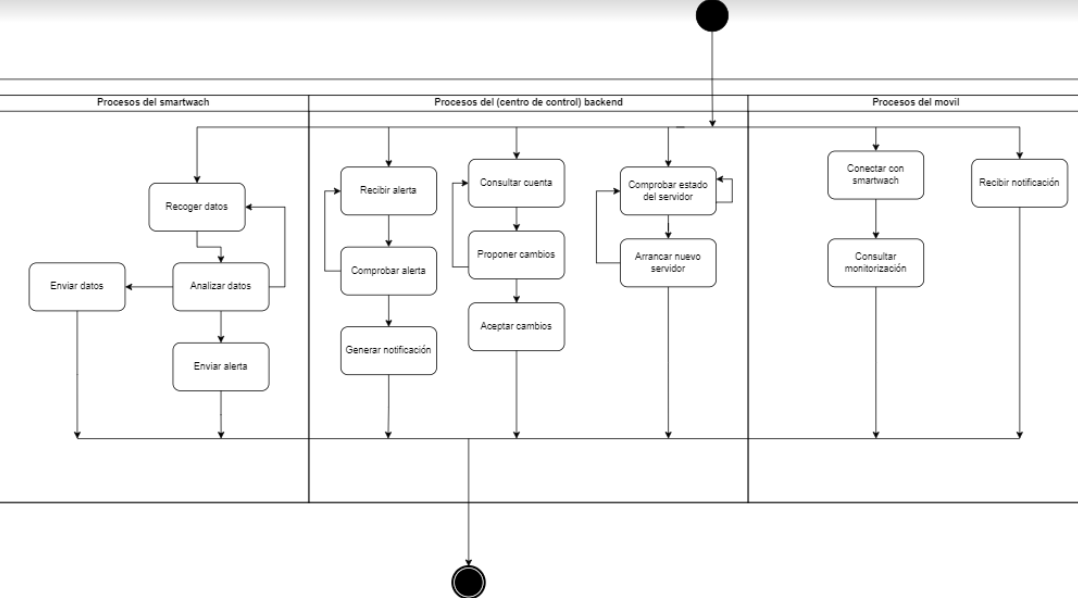 Procesos del smartwach
Procesos del (centro de control) backend
Procesos del movil
Recoger datos
Enviar datos
Analizar datos
Enviar alerta
Recibir alerta
Comprobar alerta
Generar notificación
Consultar cuenta
Proponer cambios
Aceptar cambios
Comprobar estado
del servidor
Arrancar nuevo
servidor
Conectar con
smartwach
Consultar
monitorización
Recibir notificación